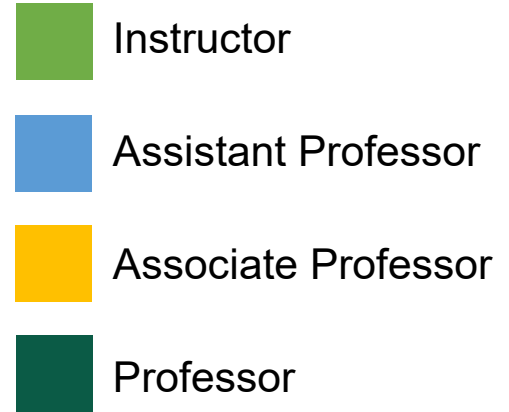 Instructor
Assistant Professor
Associate Professor
Professor